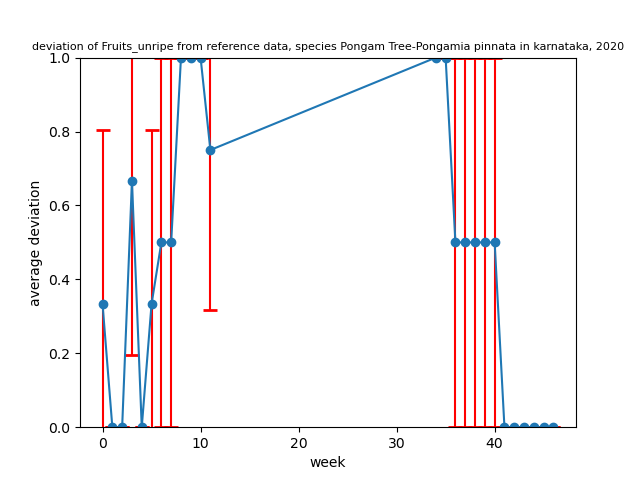 deviation of Fruits_unripe from reference data, species Pongam Tree-Pongamia pinnata in karnataka, 2020
1.0
0.8
0.6
0.4
0.2
0.0
average deviation
0 10 20 30 40
week